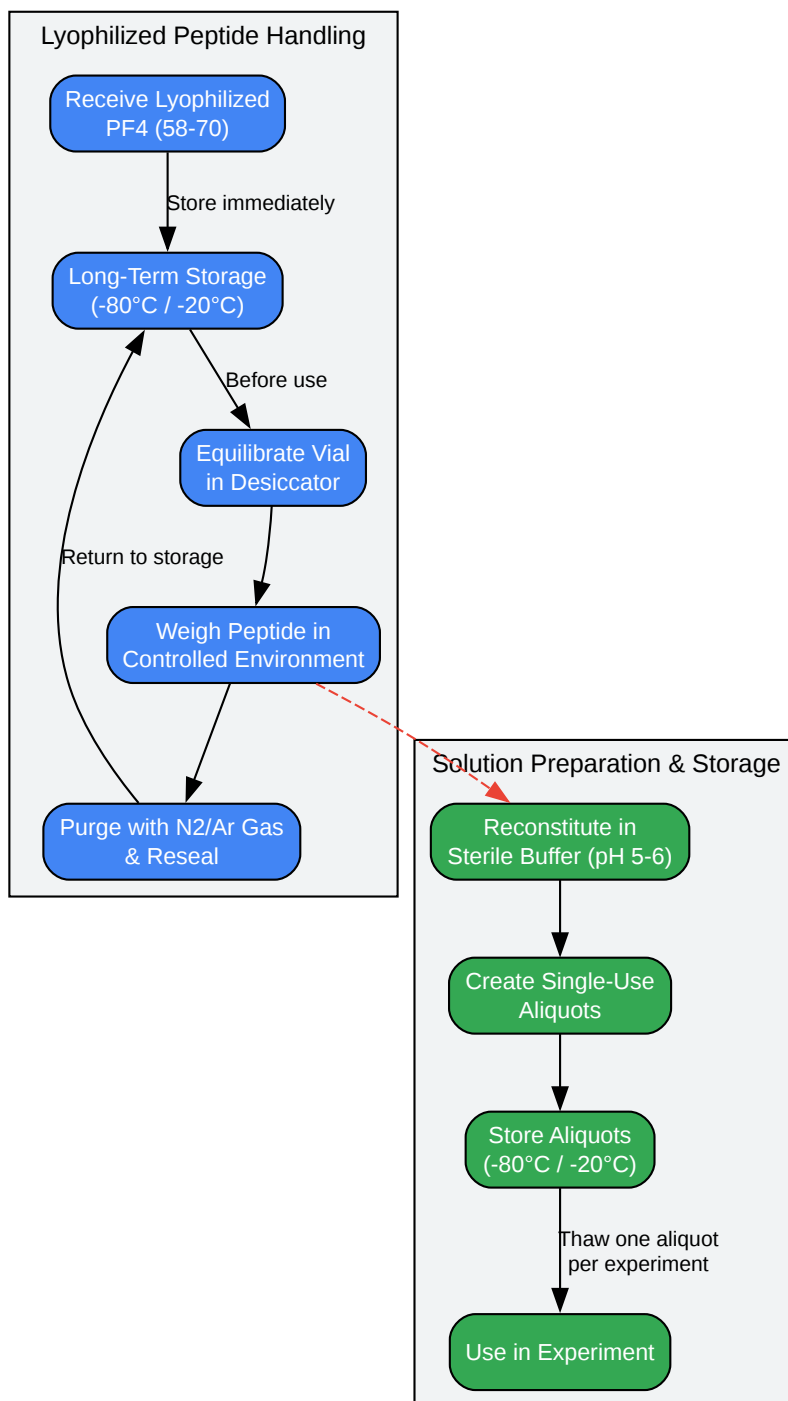 Lyophilized Peptide Handling
Receive Lyophilized
PF4 (58-70)
Store immediately
Long-Term Storage
(-80°C / -20°C)
Before use
Equilibrate Vial
in Desiccator
Return to storage
Weigh Peptide in
Controlled Environment
Purge with N2/Ar Gas
& Reseal
Solution Preparation & Storage
Reconstitute in
Sterile Buffer (pH 5-6)
Create Single-Use
Aliquots
Store Aliquots
(-80°C / -20°C)
Thaw one aliquot
per experiment
Use in Experiment